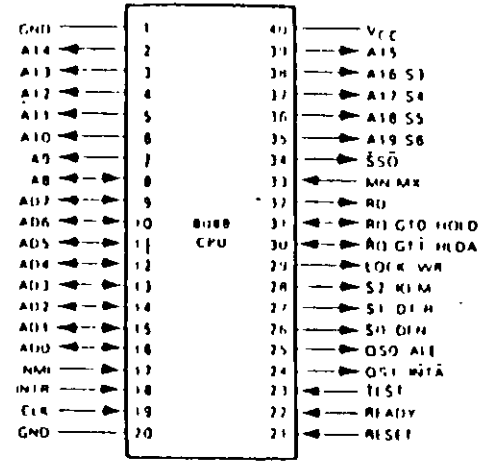 GND 1 40 VCC
A14 2 39 A15
A13 3 38 A16 S3
A12 4 37 A17 S4
A11 5 36 A18 S5
A10 6 35 A19 S6
A9 7 34 SSO
A8 8 33 MN MX
AD7 9 32 RD
AD6 10 8088 31 RQ GT0 HOLD
AD5 11 CPU 30 RQ GT1 HLDA
AD4 12 29 LOCK WR
AD3 13 28 S2
AD2 14 27 S1
AD1 15 26 S0 DEN
AD0 16 25 QS0 ALE
NMI 17 24 QS1 INTA
INTR 18 23 TEST
CLK 19 22 READY
GND 20 21 RESET